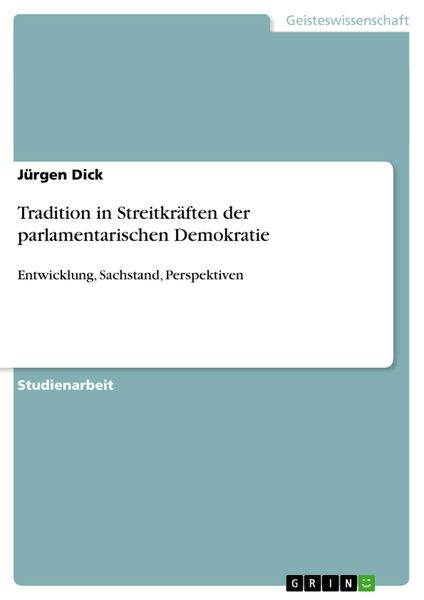 Geisteswissenschaft
Jürgen Dick
Tradition in Streitkräften der
parlamentarischen Demokratie
Entwicklung, Sachstand, Perspektiven
Studienarbeit
GRIN